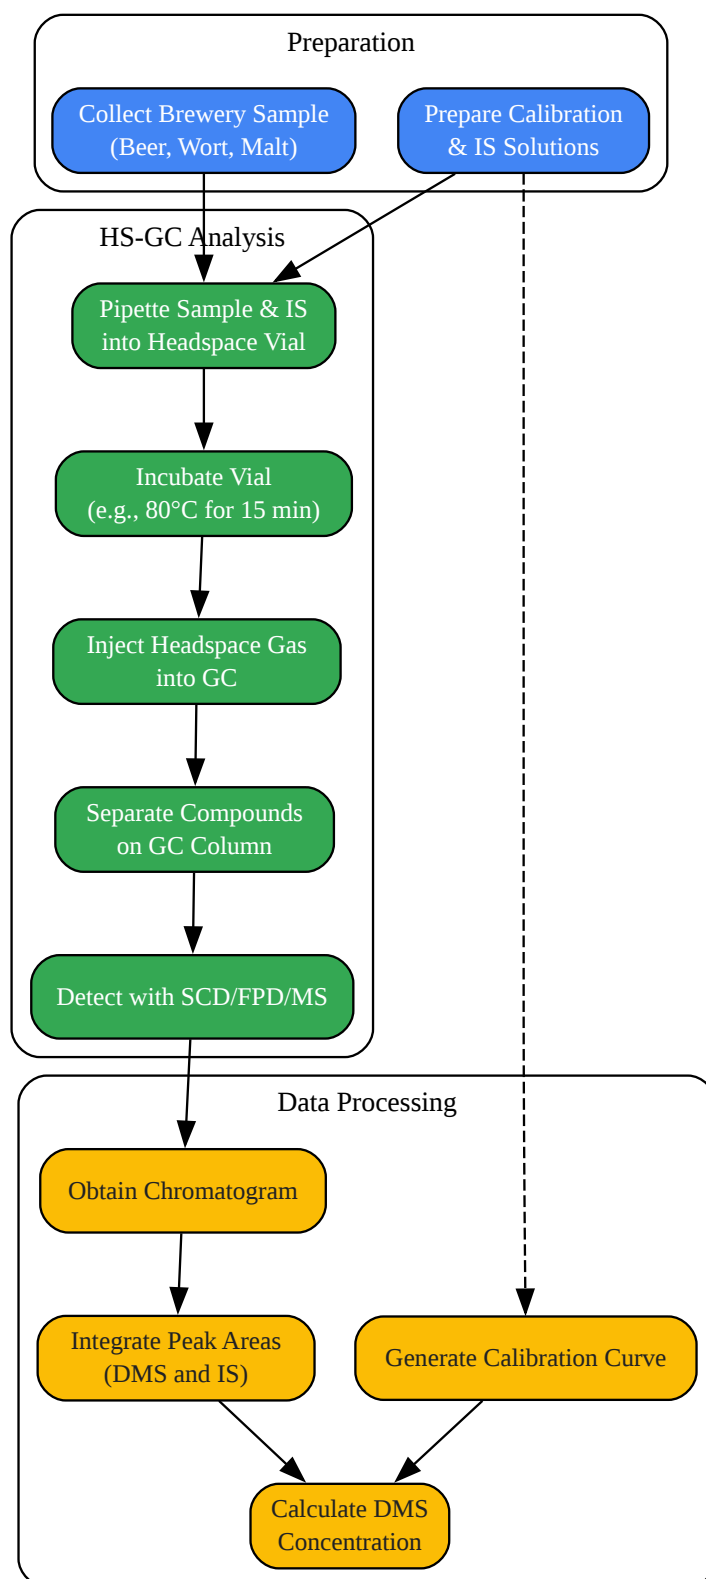 Preparation
Collect Brewery Sample
(Beer, Wort, Malt)
Prepare Calibration
& IS Solutions
HS-GC Analysis
Pipette Sample & IS
into Headspace Vial
Incubate Vial
(e.g., 80°C for 15 min)
Inject Headspace Gas
into GC
Separate Compounds
on GC Column
Detect with SCD/FPD/MS
Data Processing
Obtain Chromatogram
Integrate Peak Areas
(DMS and IS)
Generate Calibration Curve
Calculate DMS
Concentration